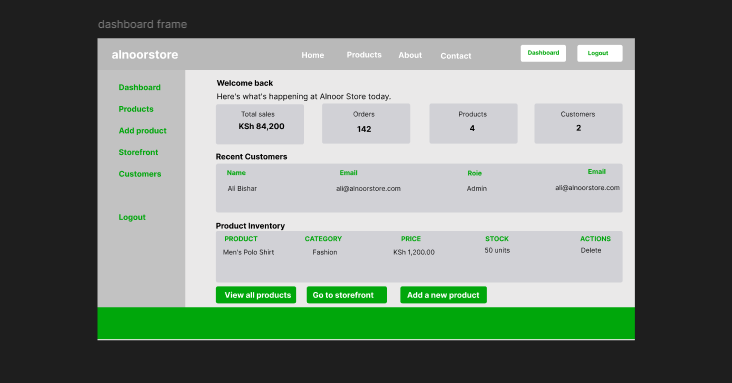 dashboard frame
alnoorstore
Home Products About Contact
Dashboard Logout
Dashboard
Products
Add product
Storefront
Customers
Logout
Welcome back
Here's what's happening at Alnoor Store today.
Total sales
KSh 84,200
Orders
142
Products
4
Customers
2
Recent Customers
Name Email Role Email
Ali Bishar ali@alnoorstore.com Admin ali@alnoorstore.com
Product Inventory
PRODUCT CATEGORY PRICE STOCK ACTIONS
Men's Polo Shirt Fashion KSh 1,200.00 50 units Delete
View all products Go to storefront Add a new product